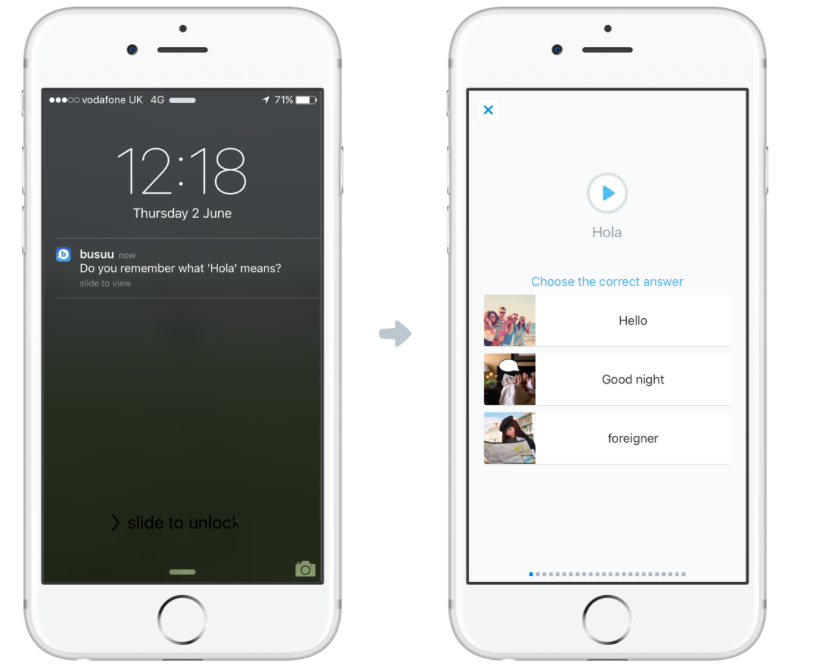 vodafone UK 4G 71%
12:18
Thursday 2 June
busuu now
Do you remember what 'Hola' means?
slide to view
> slide to unlock
Hola
Choose the correct answer
Hello
Good night
foreigner